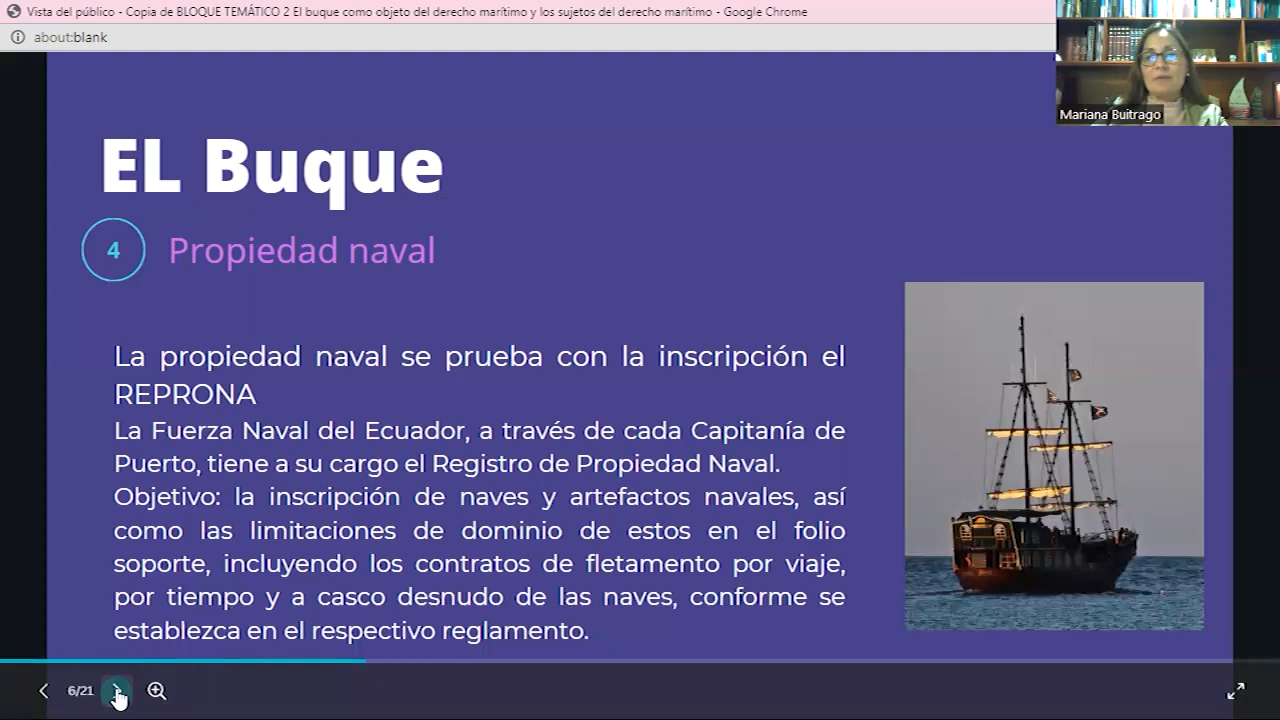 Vista del público - Copia de BLOQUE TEMÁTICO 2 El buque como objeto del derecho marítimo y los sujetos del derecho marítimo - Google Chrome
about:blank
Mariana Buitrago
EL Buque
4 Propiedad naval
La propiedad naval se prueba con la inscripción el
REPRONA
La Fuerza Naval del Ecuador, a través de cada Capitanía de
Puerto, tiene a su cargo el Registro de Propiedad Naval.
Objetivo: la inscripción de naves y artefactos navales, así
como las limitaciones de dominio de estos en el folio
soporte, incluyendo los contratos de fletamento por viaje,
por tiempo y a casco desnudo de las naves, conforme se
establezca en el respectivo reglamento.
6/21